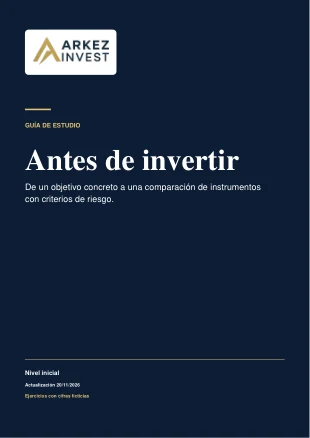 ARKEZ
INVEST
GUÍA DE ESTUDIO
Antes de invertir
De un objetivo concreto a una comparación de instrumentos
con criterios de riesgo.
Nivel inicial
Actualización 20/11/2026
Ejercicios con cifras ficticias